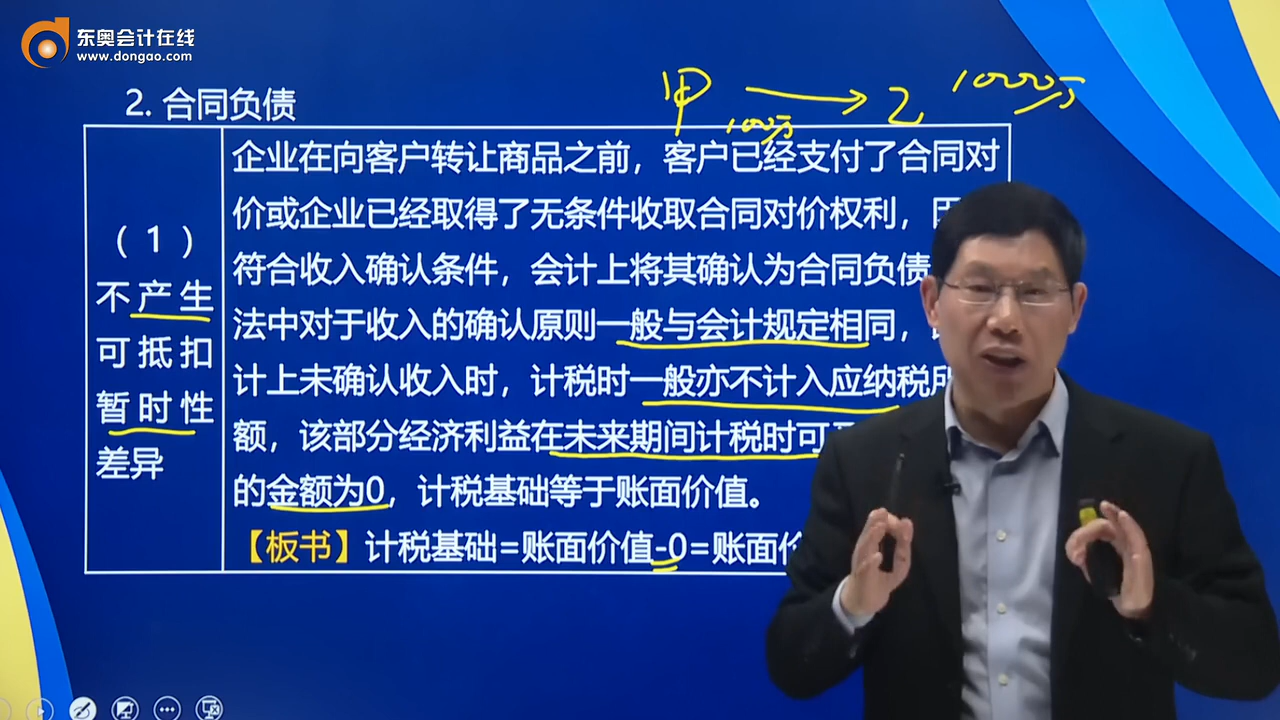 东奥会计在线
www.dongao.com
甲 → 乙 1000万
100万
2. 合同负债
（1）
不产生
可抵扣
暂时性
差异
企业在向客户转让商品之前，客户已经支付了合同对
价或企业已经取得了无条件收取合同对价权利，
符合收入确认条件，会计上将其确认为合同负债
法中对于收入的确认原则一般与会计规定相同，
计上未确认收入时，计税时一般亦不计入应纳税
额，该部分经济利益在未来期间计税时可
的金额为0，计税基础等于账面价值。
【板书】计税基础=账面价值-0=账面价